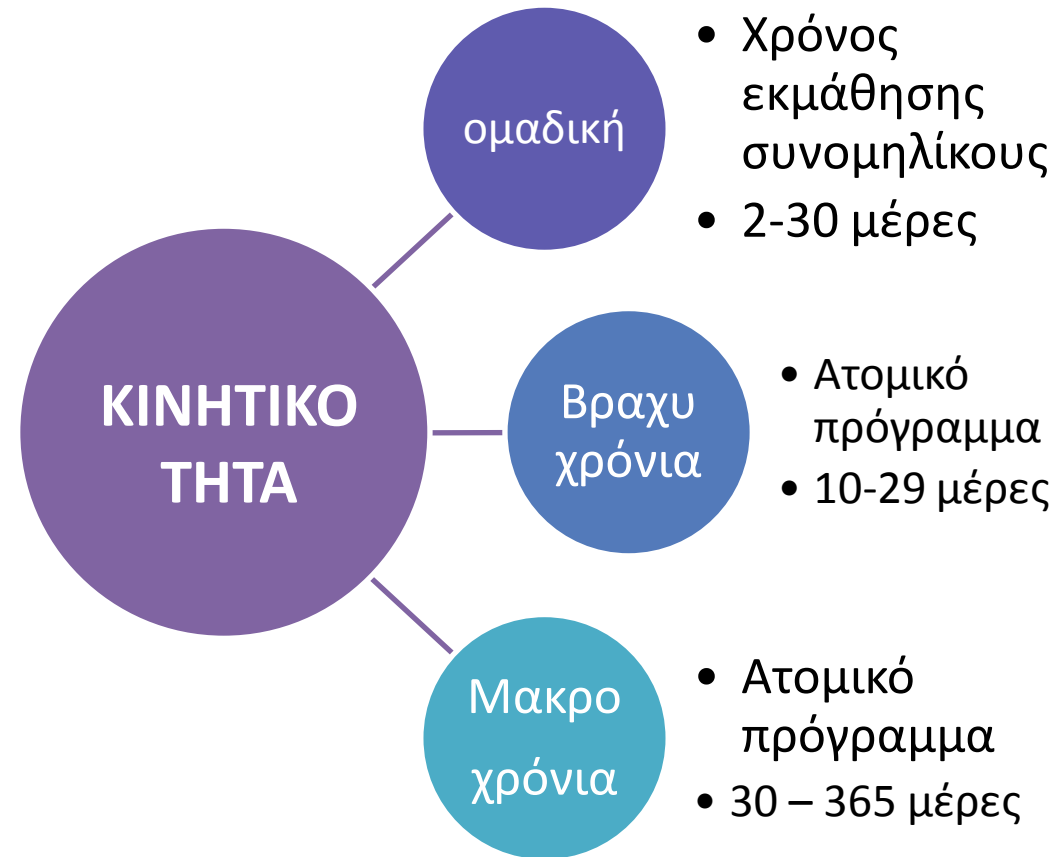 ΚΙΝΗΤΙΚΟ
ΤΗΤΑ
ομαδική
• Χρόνος
εκμάθησης
συνομηλίκους
• 2-30 μέρες
Βραχυ
χρόνια
• Ατομικό
πρόγραμμα
• 10-29 μέρες
Μακρο
χρόνια
• Ατομικό
πρόγραμμα
• 30 – 365 μέρες